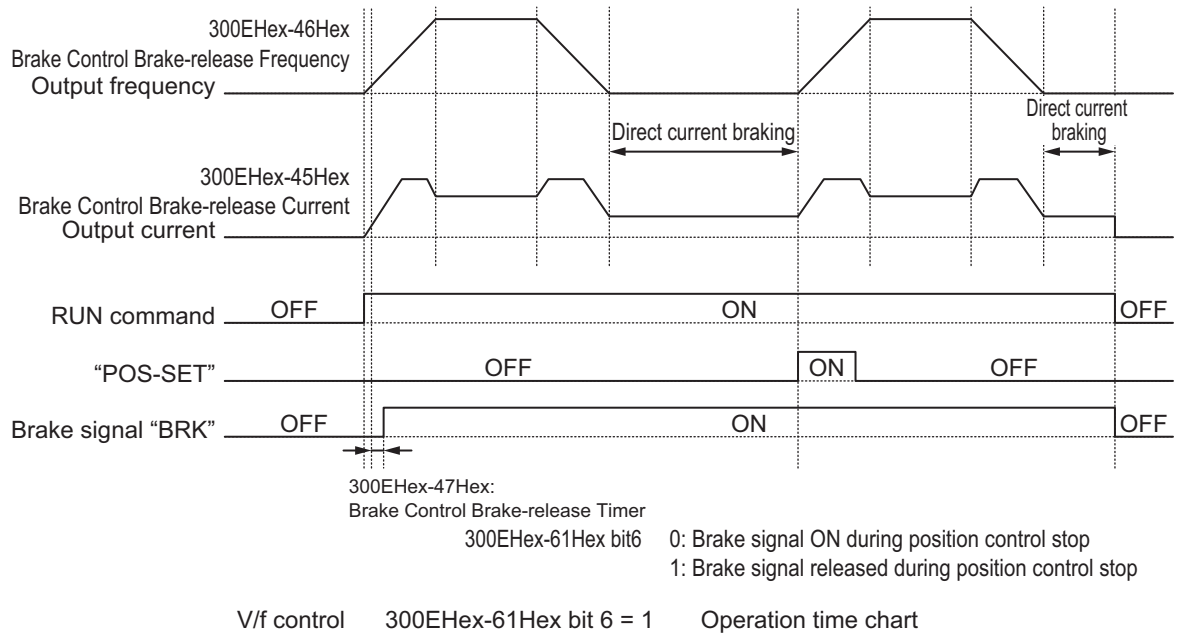 300EHex-46Hex
Brake Control Brake-release Frequency
Output frequency
Direct current braking
Direct current
braking
300EHex-45Hex
Brake Control Brake-release Current
Output current
RUN command OFF ON OFF
“POS-SET” OFF ON OFF
Brake signal “BRK” OFF ON OFF
300EHex-47Hex:
Brake Control Brake-release Timer
300EHex-61Hex bit6 0: Brake signal ON during position control stop
1: Brake signal released during position control stop
V/f control 300EHex-61Hex bit 6 = 1 Operation time chart